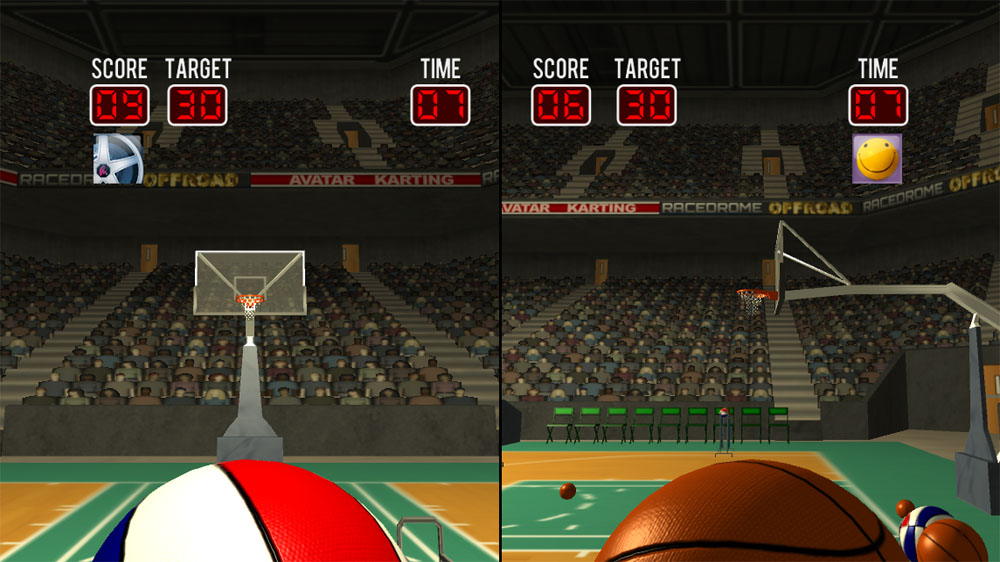 SCORE TARGET TIME
09 30 07
RACEDROME OFFROAD AVATAR KARTING
SCORE TARGET TIME
06 30 07
AVATAR KARTING RACEDROME OFFROAD RACEDROME OFFROAD